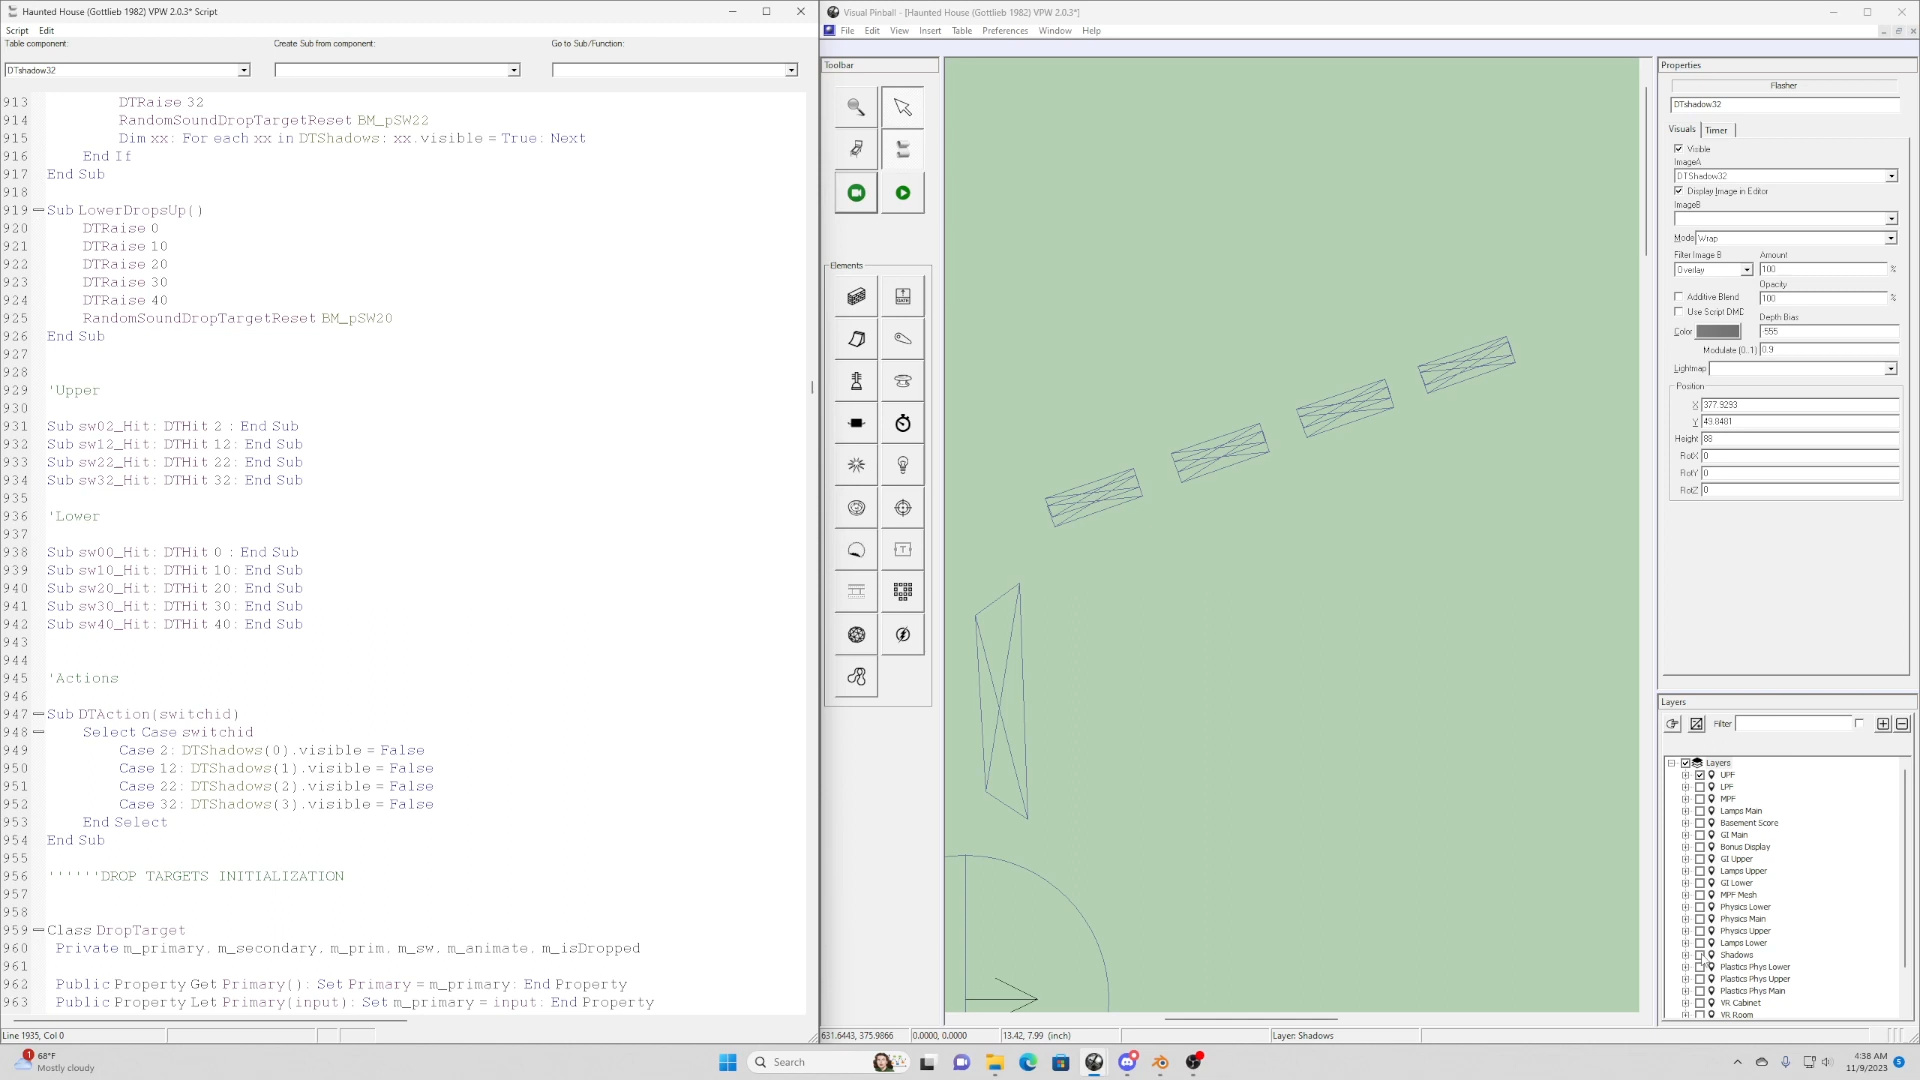 Haunted House (Gottlieb 1982) VPW 2.0.3* Script
Script Edit
Table component:
Create Sub from component:
Go to Sub/Function:
DTshadow32
913 DTRaise 32
914 RandomSoundDropTargetReset BM_pSW22
915 Dim xx: For each xx in DTShadows: xx.visible = True: Next
916 End If
917 End Sub
918
919 Sub LowerDropsUp()
920 DTRaise 0
921 DTRaise 10
922 DTRaise 20
923 DTRaise 30
924 DTRaise 40
925 RandomSoundDropTargetReset BM_pSW20
926 End Sub
927
928
929 'Upper
930
931 Sub sw02_Hit: DTHit 2 : End Sub
932 Sub sw12_Hit: DTHit 12: End Sub
933 Sub sw22_Hit: DTHit 22: End Sub
934 Sub sw32_Hit: DTHit 32: End Sub
935
936 'Lower
937
938 Sub sw00_Hit: DTHit 0 : End Sub
939 Sub sw10_Hit: DTHit 10: End Sub
940 Sub sw20_Hit: DTHit 20: End Sub
941 Sub sw30_Hit: DTHit 30: End Sub
942 Sub sw40_Hit: DTHit 40: End Sub
943
944
945 'Actions
946
947 Sub DTAction(switchid)
948 Select Case switchid
949 Case 2: DTShadows(0).visible = False
950 Case 12: DTShadows(1).visible = False
951 Case 22: DTShadows(2).visible = False
952 Case 32: DTShadows(3).visible = False
953 End Select
954 End Sub
855
956 ''''''DROP TARGETS INITIALIZATION
957
958
959 Class DropTarget
960 Private m_primary, m_secondary, m_prim, m_sw, m_animate, m_isDropped
961
962 Public Property Get Primary(): Set Primary = m_primary: End Property
963 Public Property Let Primary(input): Set m_primary = input: End Property
Line 1935, Col 0
Visual Pinball - [Haunted House (Gottlieb 1982) VPW 2.0.3*]
File Edit View Insert Table Preferences Window Help
Toolbar
Elements
GATE
T
Properties
Flasher
DTshadow32
Visuals Timer
Visible
ImageA
DTShadow32
Display Image in Editor
ImageB
Mode Wrap
Filter Image B Amount
Overlay 100 %
Opacity
Additive Blend 100 %
Use Script DMD Depth Bias
Color -555
Modulate (0..1) 0.9
Lightmap
Position
X 377.9293
Y 49.8481
Height 88
RotX 0
RotY 0
RotZ 0
Layers
Filter
Layers
UPF
LPF
MPF
Lamps Main
Basement Score
GI Main
Bonus Display
GI Upper
Lamps Upper
GI Lower
MPF Mesh
Physics Lower
Physics Main
Physics Upper
Lamps Lower
Shadows
Plastics Phys Lower
Plastics Phys Upper
Plastics Phys Main
VR Cabinet
VR Room
631.6443, 375.9866 0.0000, 0.0000 13.42, 7.99 (inch) Layer: Shadows
1
68°F
Mostly cloudy
Search
4:38 AM
11/9/2023
5